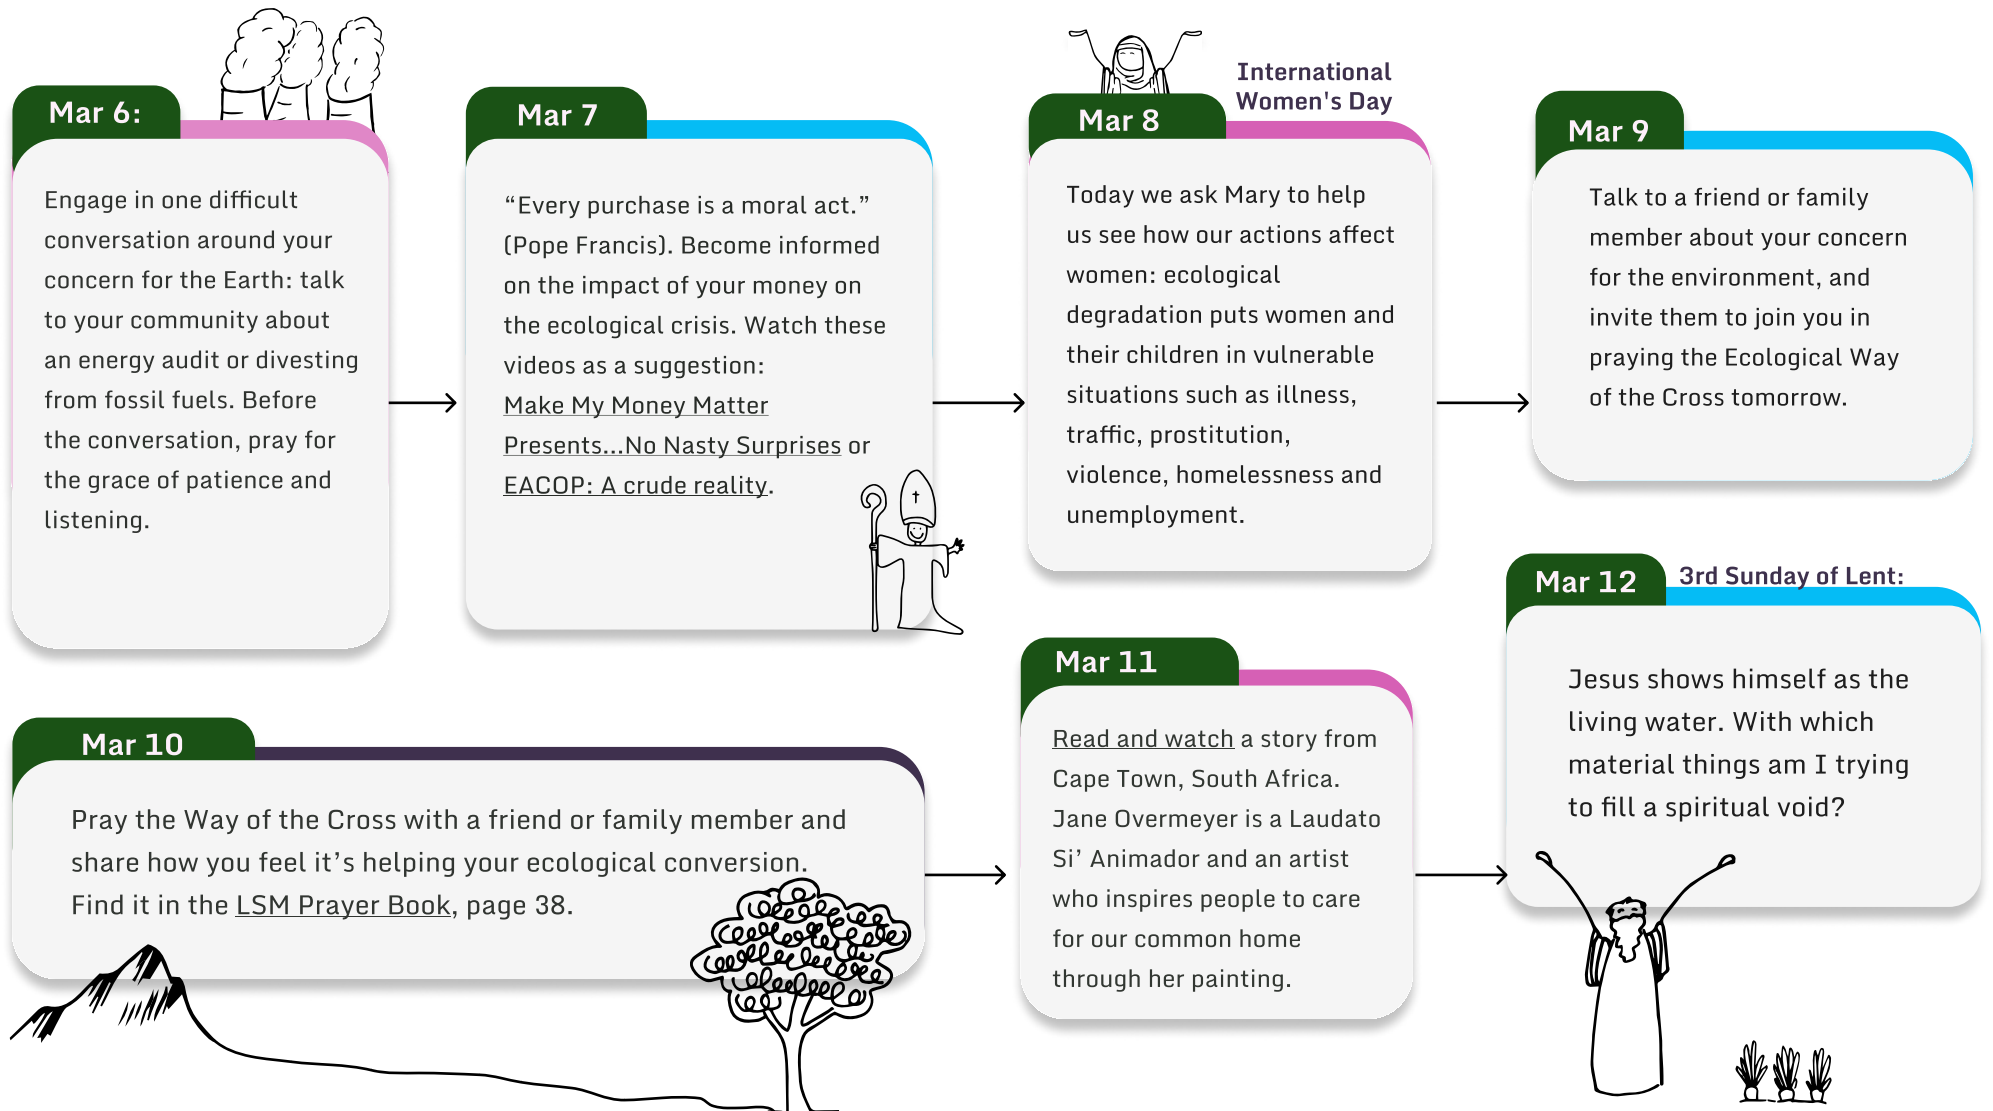 Mar 6:
Engage in one difficult
conversation around your
concern for the Earth: talk
to your community about
an energy audit or divesting
from fossil fuels. Before
the conversation, pray for
the grace of patience and
listening.
Mar 7
“Every purchase is a moral act.”
(Pope Francis). Become informed
on the impact of your money on
the ecological crisis. Watch these
videos as a suggestion:
Make My Money Matter
Presents...No Nasty Surprises or
EACOP: A crude reality.
International
Women's Day
Mar 8
Today we ask Mary to help
us see how our actions affect
women: ecological
degradation puts women and
their children in vulnerable
situations such as illness,
traffic, prostitution,
violence, homelessness and
unemployment.
Mar 9
Talk to a friend or family
member about your concern
for the environment, and
invite them to join you in
praying the Ecological Way
of the Cross tomorrow.
Mar 10
Pray the Way of the Cross with a friend or family member and
share how you feel it’s helping your ecological conversion.
Find it in the LSM Prayer Book, page 38.
Mar 11
Read and watch a story from
Cape Town, South Africa.
Jane Overmeyer is a Laudato
Si’ Animador and an artist
who inspires people to care
for our common home
through her painting.
Mar 12
3rd Sunday of Lent:
Jesus shows himself as the
living water. With which
material things am I trying
to fill a spiritual void?